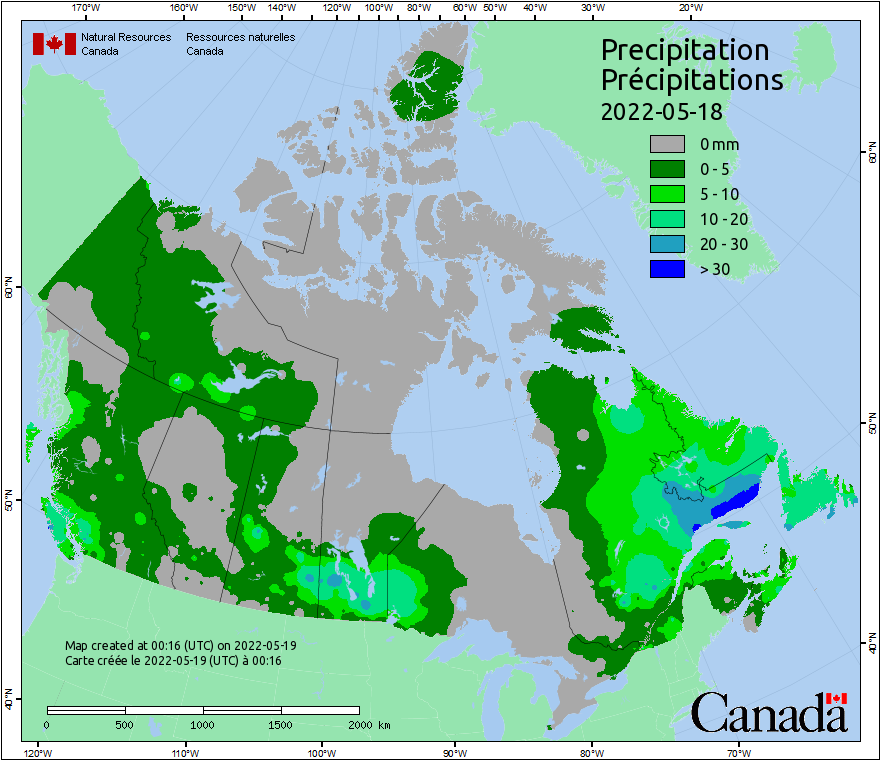 170°W 160°W 150°W 140°W 130°W 120°W 110°W 100°W 90°W 80°W 60°W 50°W 40°W 30°W 20°W
Natural Resources Ressources naturelles
Canada Canada
Precipitation
Précipitations
2022-05-18
0 mm
0 - 5
5 - 10
10 - 20
20 - 30
> 30
60°N
60°N
50°N
50°N
40°N
40°N
Map created at 00:16 (UTC) on 2022-05-19
Carte créée le 2022-05-19 (UTC) à 00:16
0 500 1000 1500 2000 km
Canada
120°W 110°W 100°W 90°W 80°W 70°W